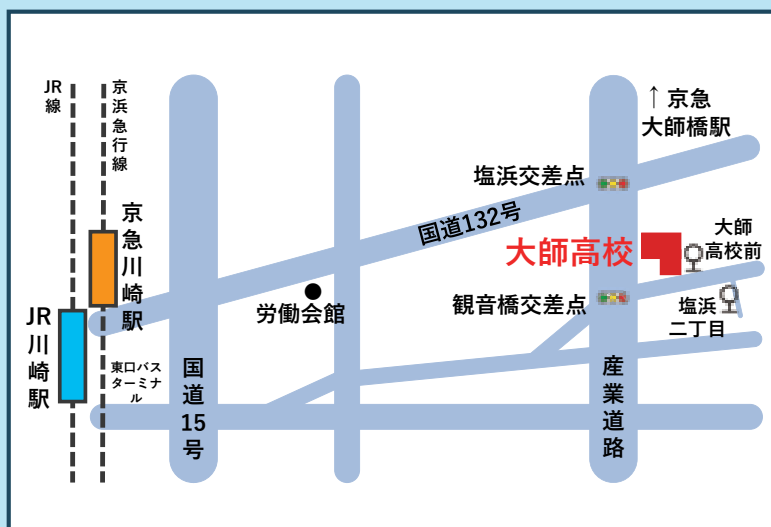 JR線
京浜急行線
↑ 京急
大師橋駅
塩浜交差点
国道132号
京急川崎駅
大師高校
大師
高校前
労働会館
観音橋交差点
塩浜
二丁目
JR川崎駅
東口バス
ターミナ
ル
国道15号
産業道路